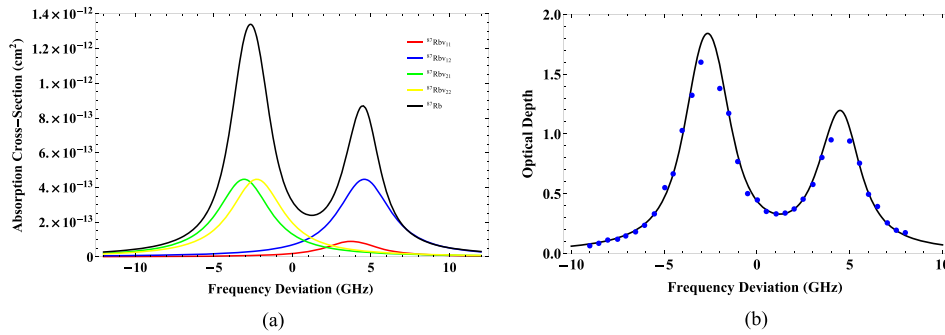 1.4×10⁻¹²
1.2×10⁻¹²
1.×10⁻¹²
8.×10⁻¹³
6.×10⁻¹³
4.×10⁻¹³
2.×10⁻¹³
0
Absorption Cross−Section (cm²)
−10 −5 0 5 10
Frequency Deviation (GHz)
⁸⁷Rbν₁₁
⁸⁷Rbν₁₂
⁸⁷Rbν₂₁
⁸⁷Rbν₂₂
⁸⁷Rb
(a)
2.0
1.5
1.0
0.5
0.0
Optical Depth
−10 −5 0 5 10
Frequency Deviation (GHz)
(b)